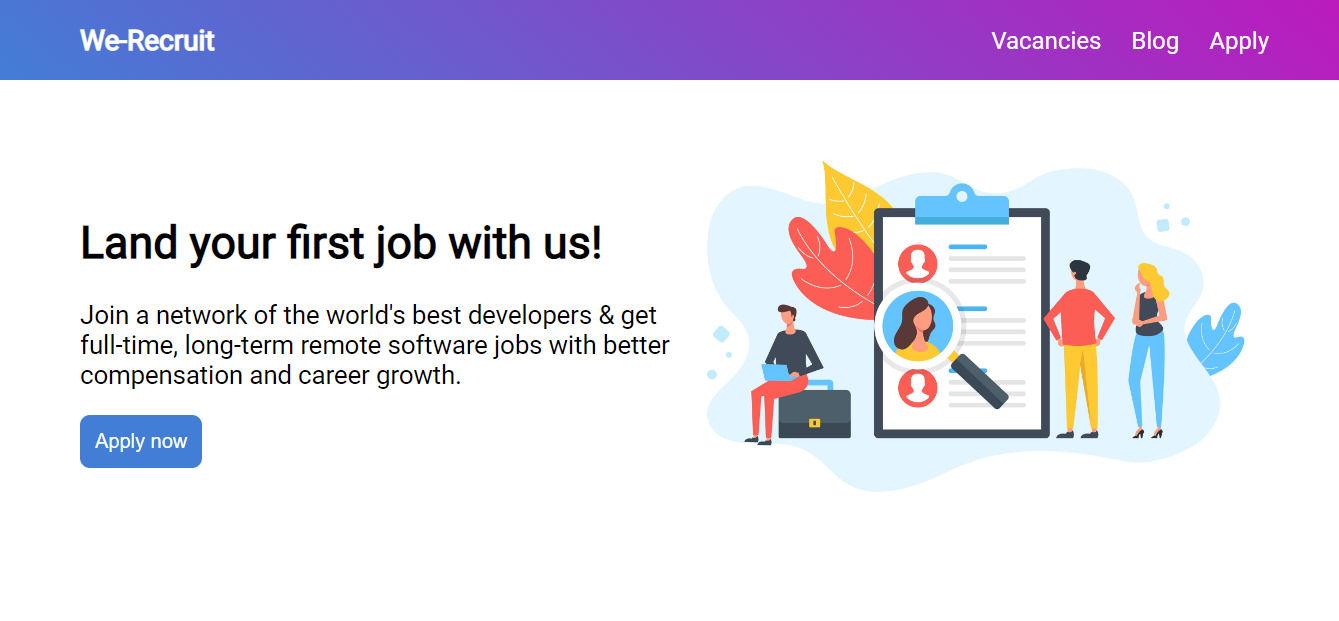 We-Recruit
Vacancies Blog Apply
Land your first job with us!
Join a network of the world's best developers & get
full-time, long-term remote software jobs with better
compensation and career growth.
Apply now